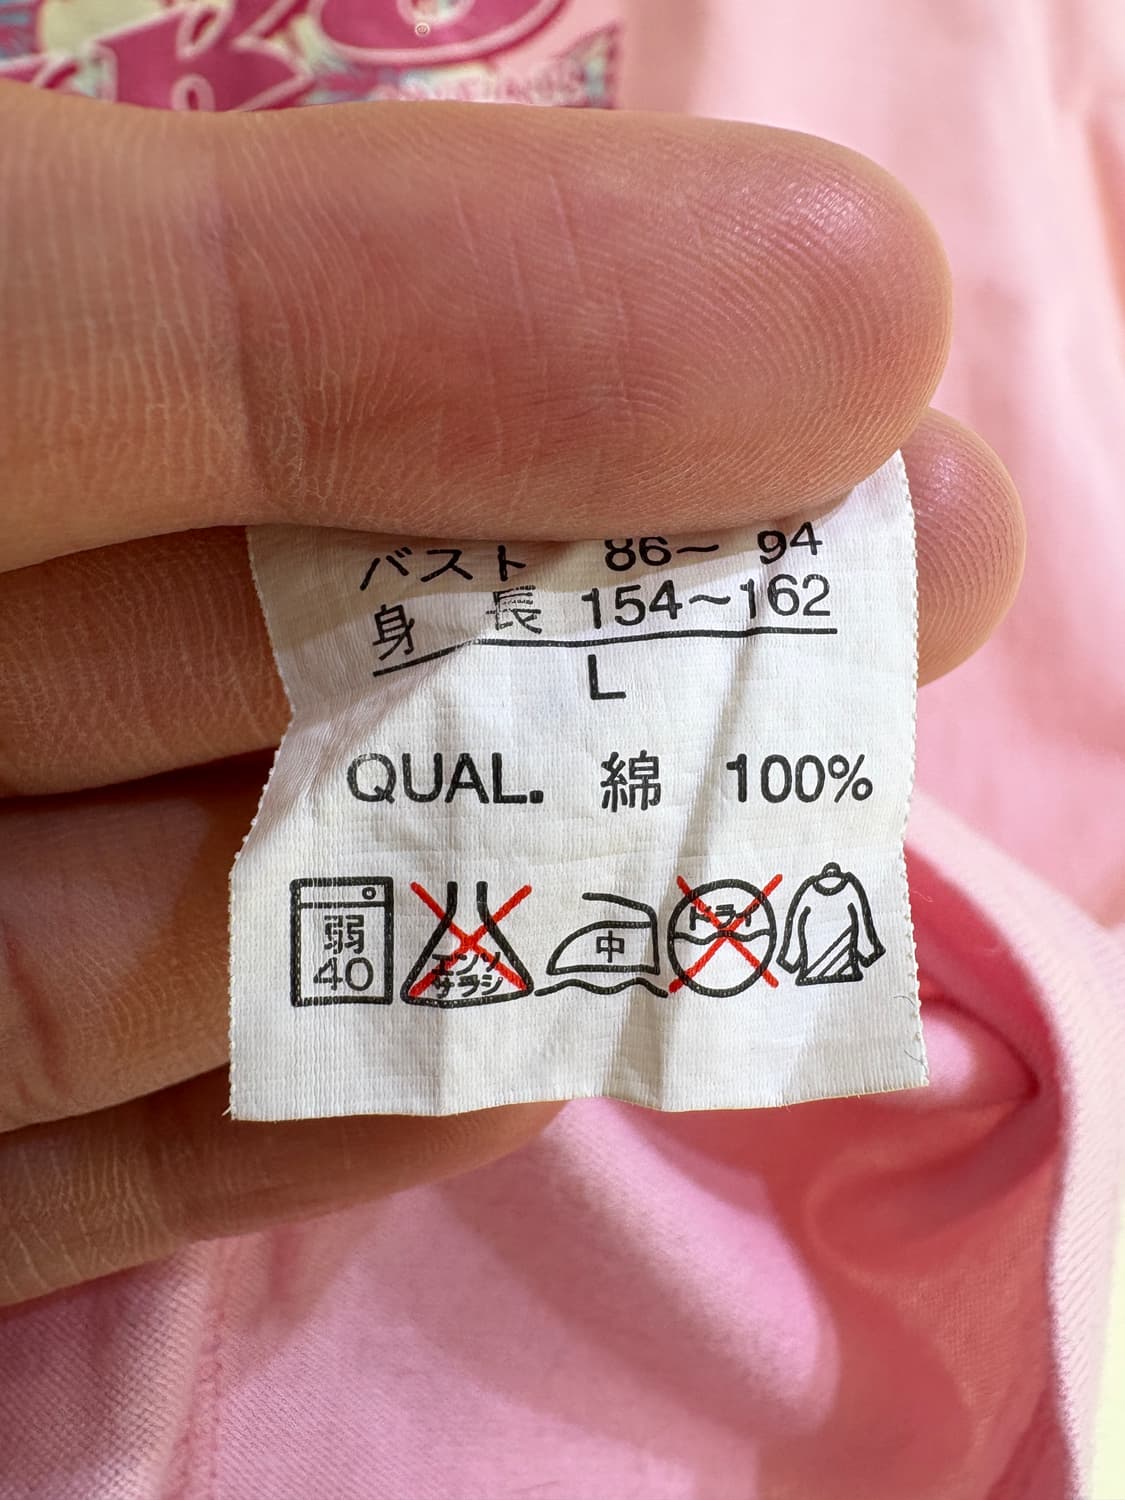 バスト 86～ 94
身 長 154～162
L
QUAL. 綿 100%
弱
40
エンソ
サラシ
中
ドライ